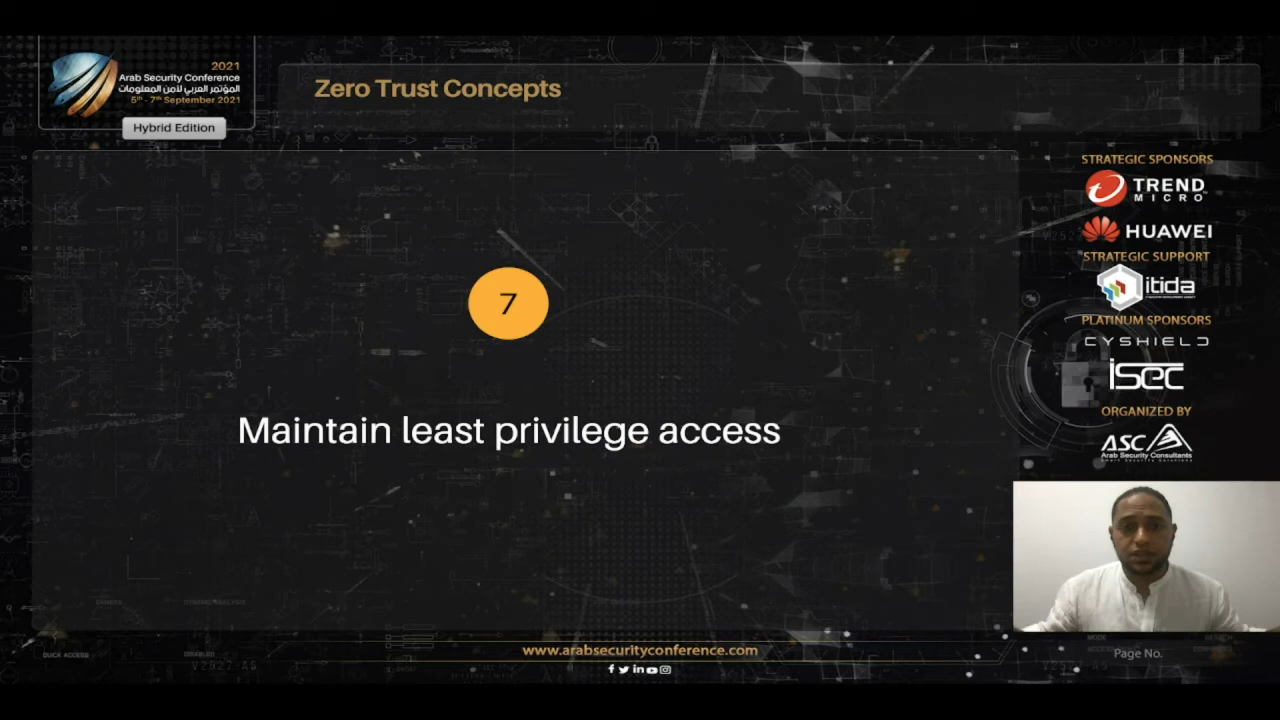 2021
Arab Security Conference
المؤتمر العربي لأمن المعلومات
5th - 7th September 2021
Hybrid Edition
Zero Trust Concepts
7
Maintain least privilege access
STRATEGIC SPONSORS
TREND
MICRO
HUAWEI
STRATEGIC SUPPORT
itida
PLATINUM SPONSORS
CYSHIELD
isec
ORGANIZED BY
ASC
Arab Security Consultants
www.arabsecurityconference.com
QUICK ACCESS
Page No.